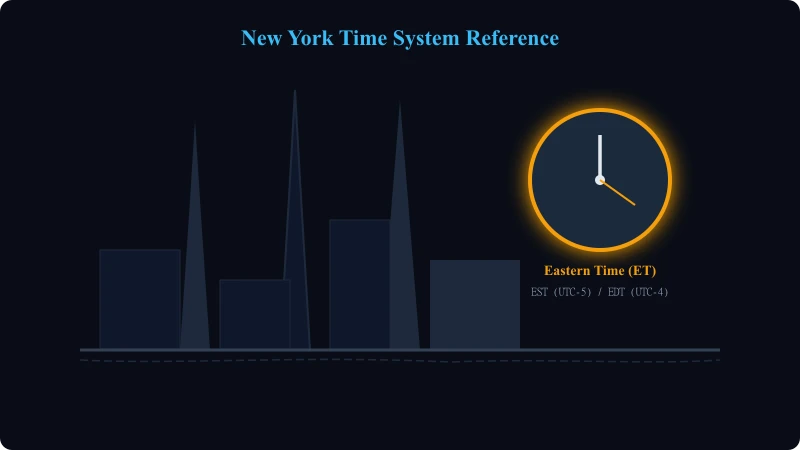 New York Time System Reference
Eastern Time (ET)
EST (UTC-5) / EDT (UTC-4)